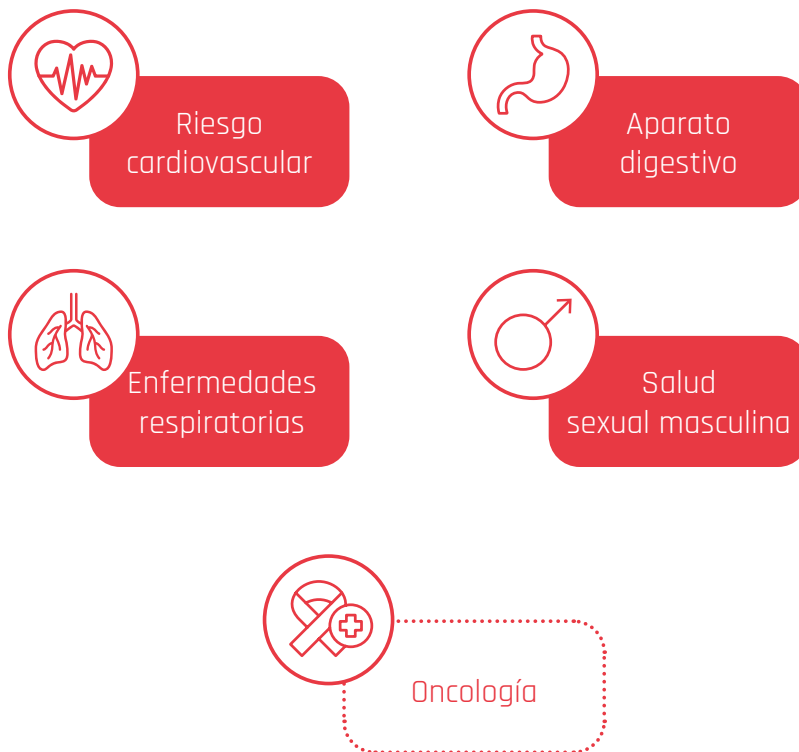 Riesgo
cardiovascular
Aparato
digestivo
Enfermedades
respiratorias
Salud
sexual masculina
Oncología